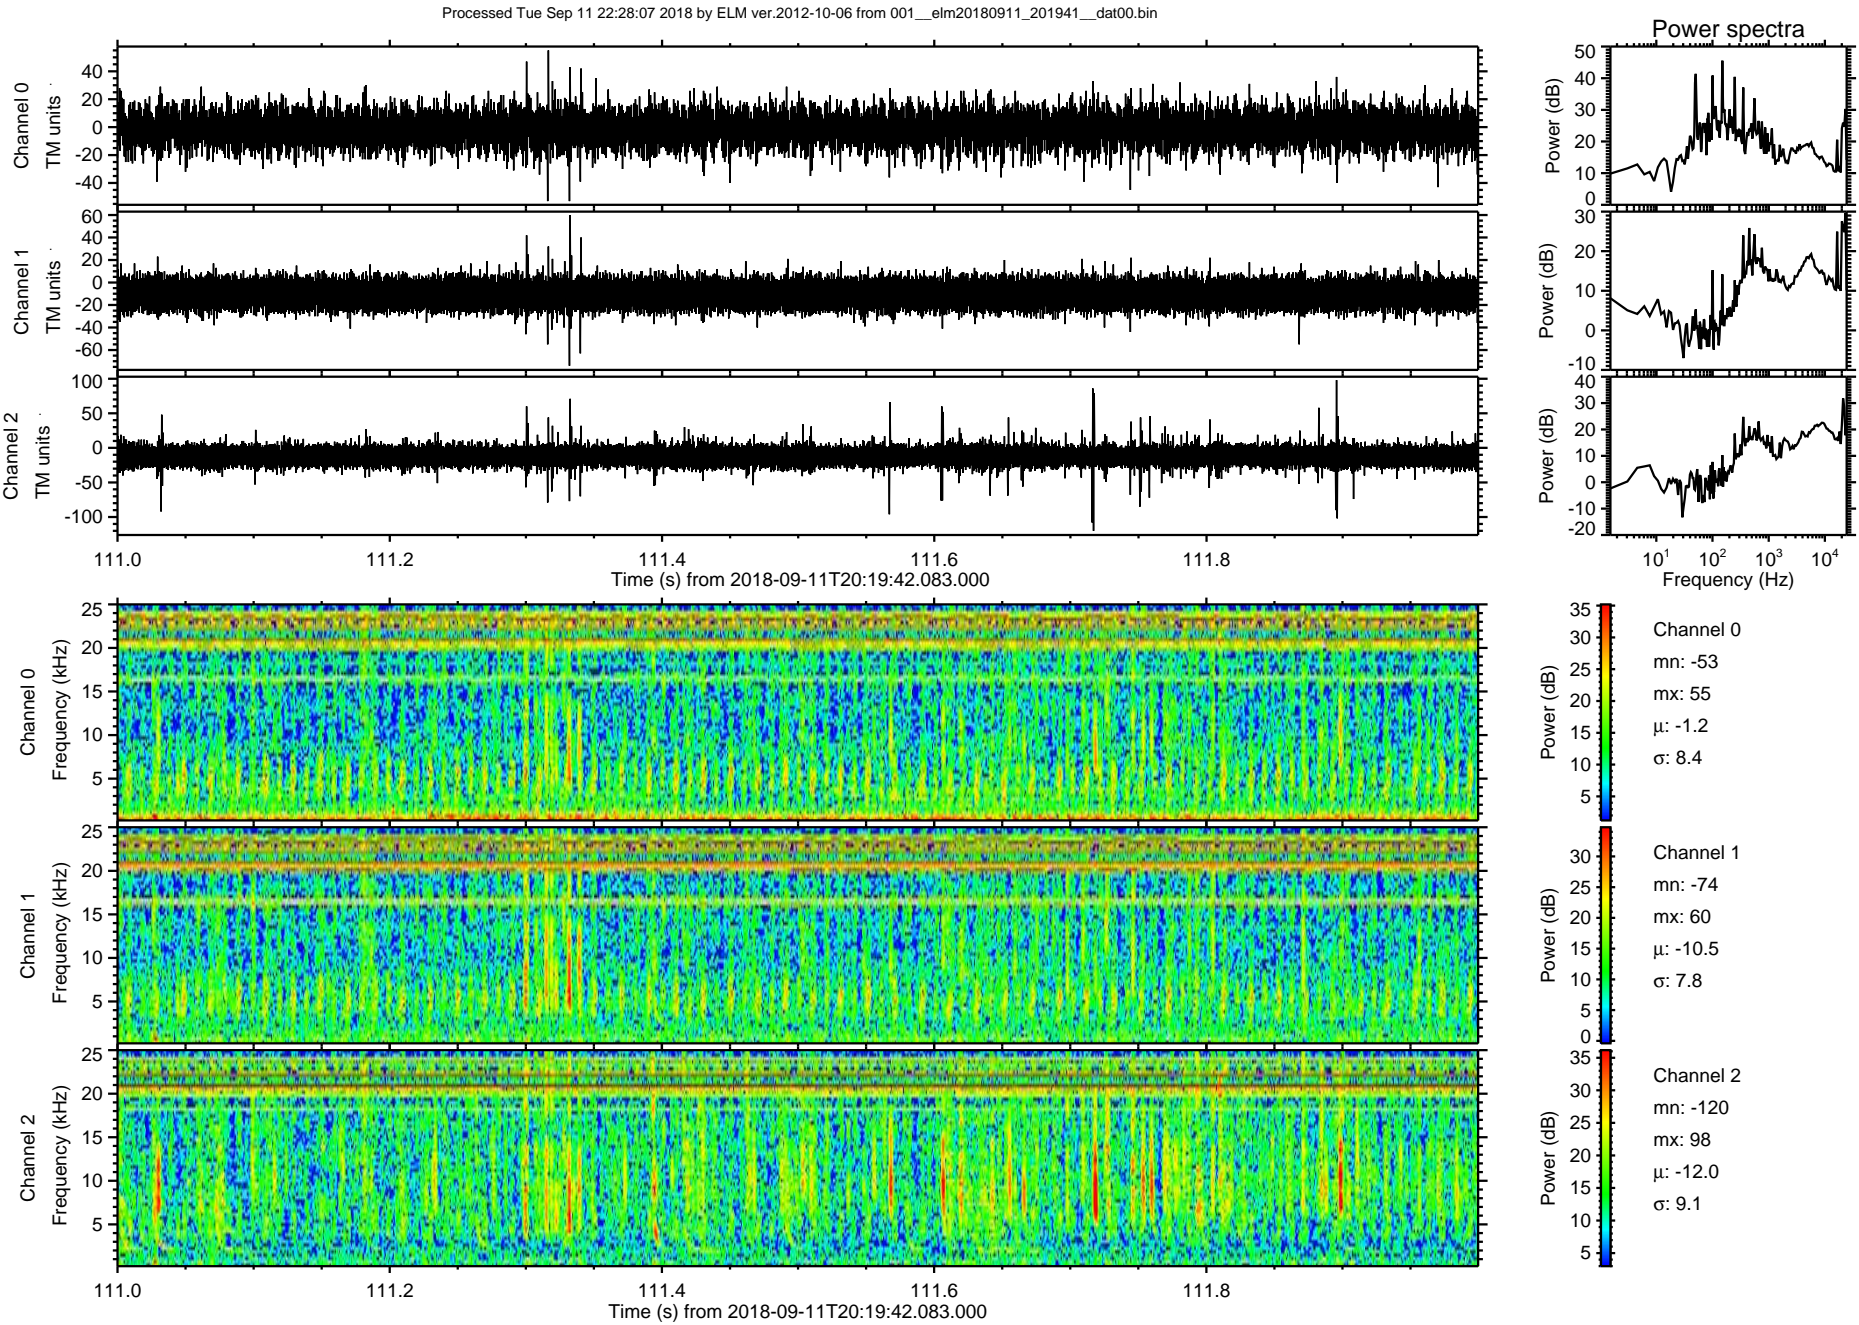 Processed Tue Sep 11 22:28:07 2018 by ELM ver.2012-10-06 from 001__elm20180911_201941__dat00.bin
Power spectra
Channel 0
TM units
40
20
0
-20
-40
Power (dB)
50
40
30
20
10
0
Channel 1
TM units
60
40
20
0
-20
-40
-60
Power (dB)
30
20
10
0
-10
Channel 2
TM units
100
50
0
-50
-100
Power (dB)
40
30
20
10
0
-10
-20
111.0 111.2 111.4 111.6 111.8
Time (s) from 2018-09-11T20:19:42.083.000
10^1 10^2 10^3 10^4
Frequency (Hz)
Channel 0
Frequency (kHz)
25
20
15
10
5
Power (dB)
35
30
25
20
15
10
5
Channel 0
mn: -53
mx: 55
μ: -1.2
σ: 8.4
Channel 1
Frequency (kHz)
25
20
15
10
5
Power (dB)
30
25
20
15
10
5
0
Channel 1
mn: -74
mx: 60
μ: -10.5
σ: 7.8
Channel 2
Frequency (kHz)
25
20
15
10
5
Power (dB)
35
30
25
20
15
10
5
Channel 2
mn: -120
mx: 98
μ: -12.0
σ: 9.1
111.0 111.2 111.4 111.6 111.8
Time (s) from 2018-09-11T20:19:42.083.000